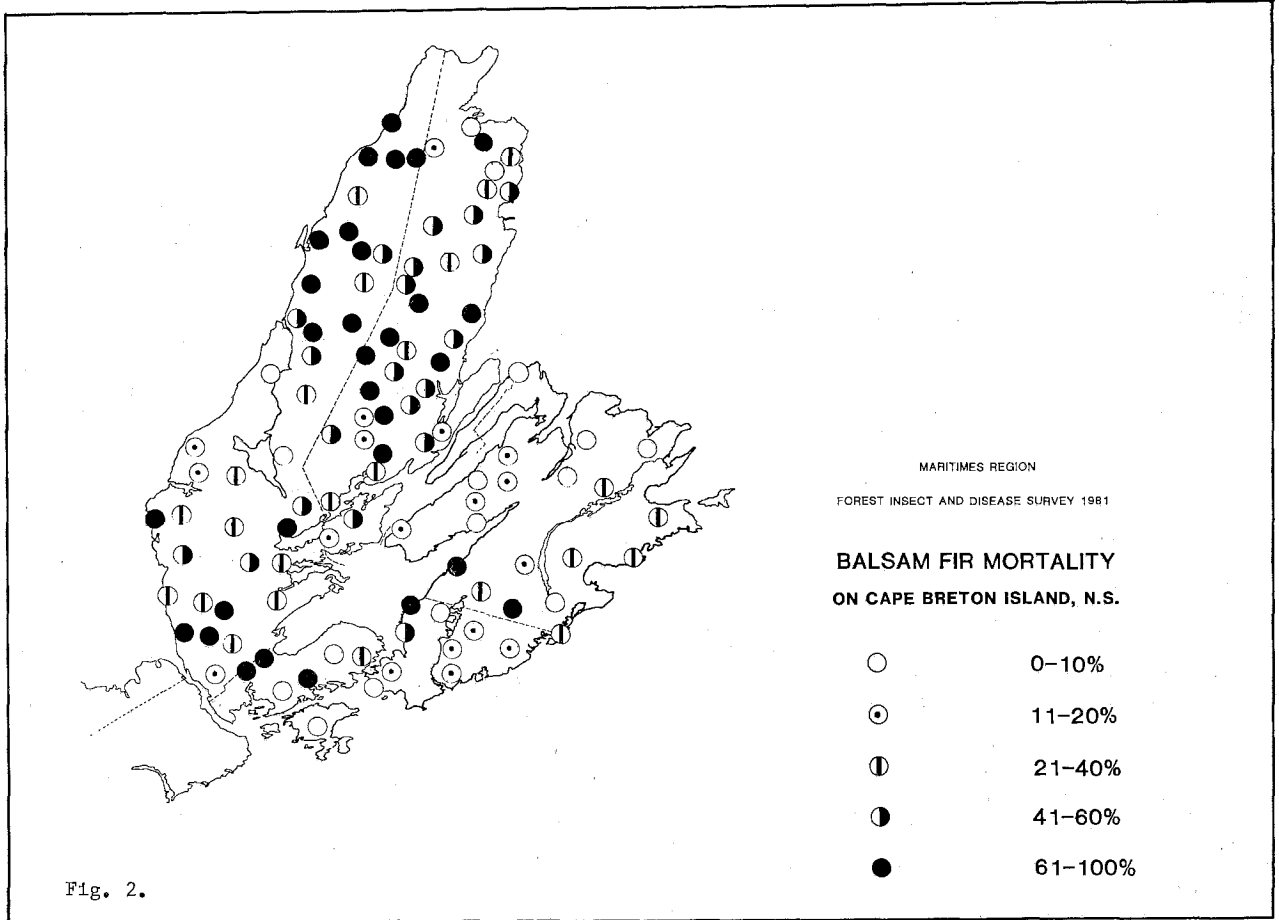 MARITIMES REGION
FOREST INSECT AND DISEASE SURVEY 1981
BALSAM FIR MORTALITY
ON CAPE BRETON ISLAND, N.S.
0-10%
11-20%
21-40%
41-60%
61-100%
Fig. 2.